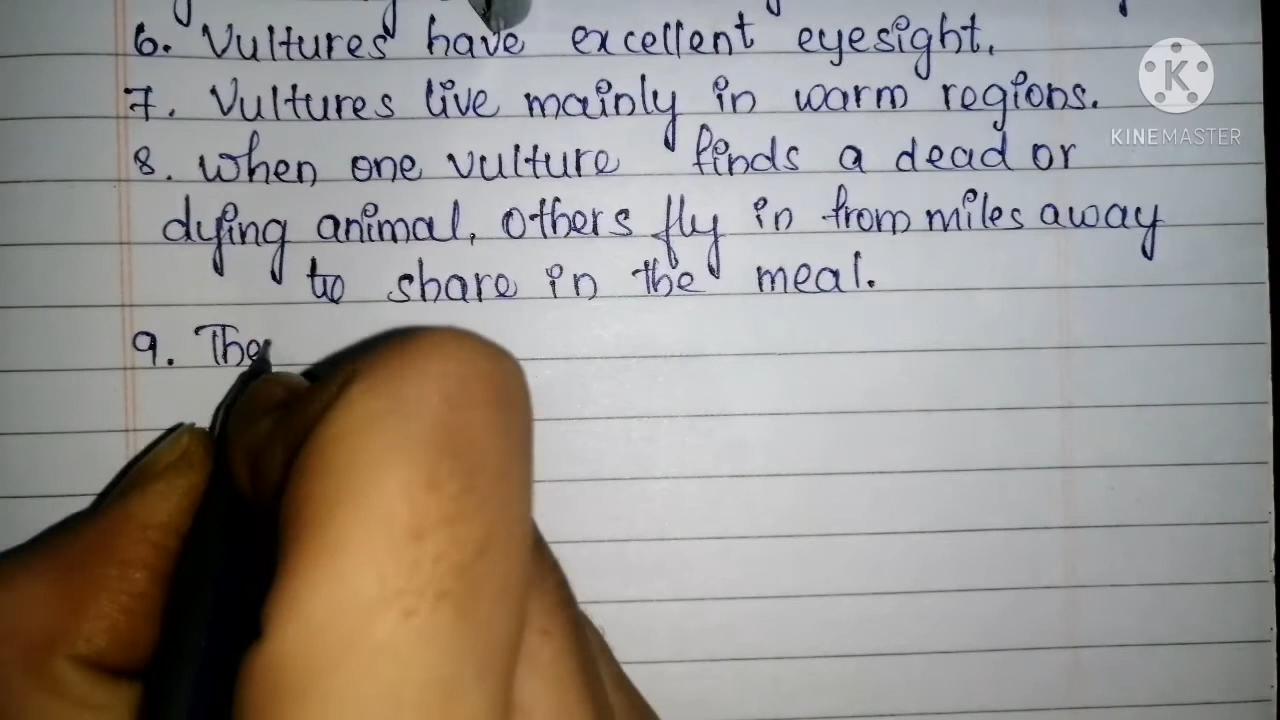 6. Vultures have excellent eyesight.
7. Vultures live mainly in warm regions.
8. When one vulture finds a dead or
dying animal, others fly in from miles away
to share in the meal.
9. The
K
KINEMASTER